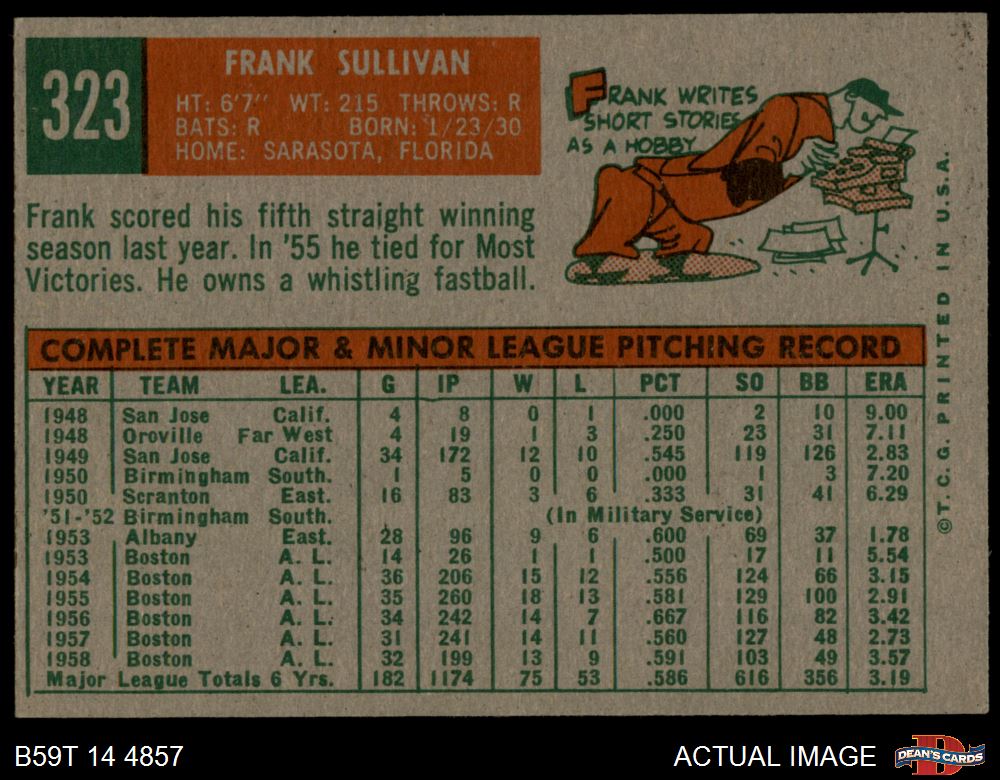 323
FRANK SULLIVAN
HT: 6'7" WT: 215 THROWS: R
BATS: R BORN: 1/23/30
HOME: SARASOTA, FLORIDA
FRANK WRITES
SHORT STORIES
AS A HOBBY
Frank scored his fifth straight winning
season last year. In '55 he tied for Most
Victories. He owns a whistling fastball.
COMPLETE MAJOR & MINOR LEAGUE PITCHING RECORD
YEAR TEAM LEA. G IP W L PCT SO BB ERA
1948 San Jose Calif. 4 8 0 1 .000 2 10 9.00
1948 Oroville Far West 4 19 1 3 .250 23 31 7.11
1949 San Jose Calif. 34 172 12 10 .545 119 126 2.83
1950 Birmingham South. 1 5 0 0 .000 1 3 7.20
1950 Scranton East. 16 83 3 6 .333 31 41 6.29
'51-'52 Birmingham South. (In Military Service)
1953 Albany East. 28 96 9 6 .600 69 37 1.78
1953 Boston A. L. 14 26 1 1 .500 17 11 5.54
1954 Boston A. L. 36 206 15 12 .556 124 66 3.15
1955 Boston A. L. 35 260 18 13 .581 129 100 2.91
1956 Boston A. L. 34 242 14 7 .667 116 82 3.42
1957 Boston A. L. 31 241 14 11 .560 127 48 2.73
1958 Boston A. L. 32 199 13 9 .591 103 49 3.57
Major League Totals 6 Yrs. 182 1174 75 53 .586 616 356 3.19
©T. C. G. PRINTED IN U.S.A.
B59T 14 4857
ACTUAL IMAGE
D
DEAN'S CARDS